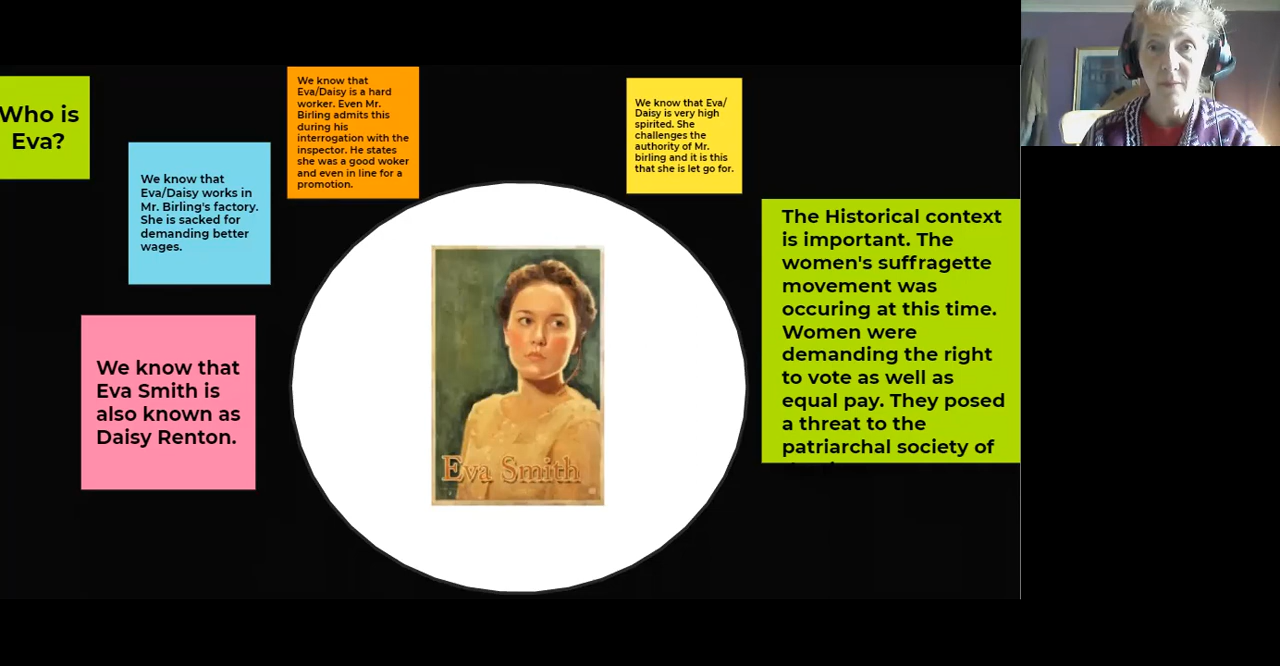 Who is
Eva?
We know that
Eva/Daisy works in
Mr. Birling's factory.
She is sacked for
demanding better
wages.
We know that
Eva/Daisy is a hard
worker. Even Mr.
Birling admits this
during his
interrogation with the
inspector. He states
she was a good woker
and even in line for a
promotion.
We know that Eva/
Daisy is very high
spirited. She
challenges the
authority of Mr.
birling and it is this
that she is let go for.
We know that
Eva Smith is
also known as
Daisy Renton.
Eva Smith
The Historical context
is important. The
women's suffragette
movement was
occuring at this time.
Women were
demanding the right
to vote as well as
equal pay. They posed
a threat to the
patriarchal society of